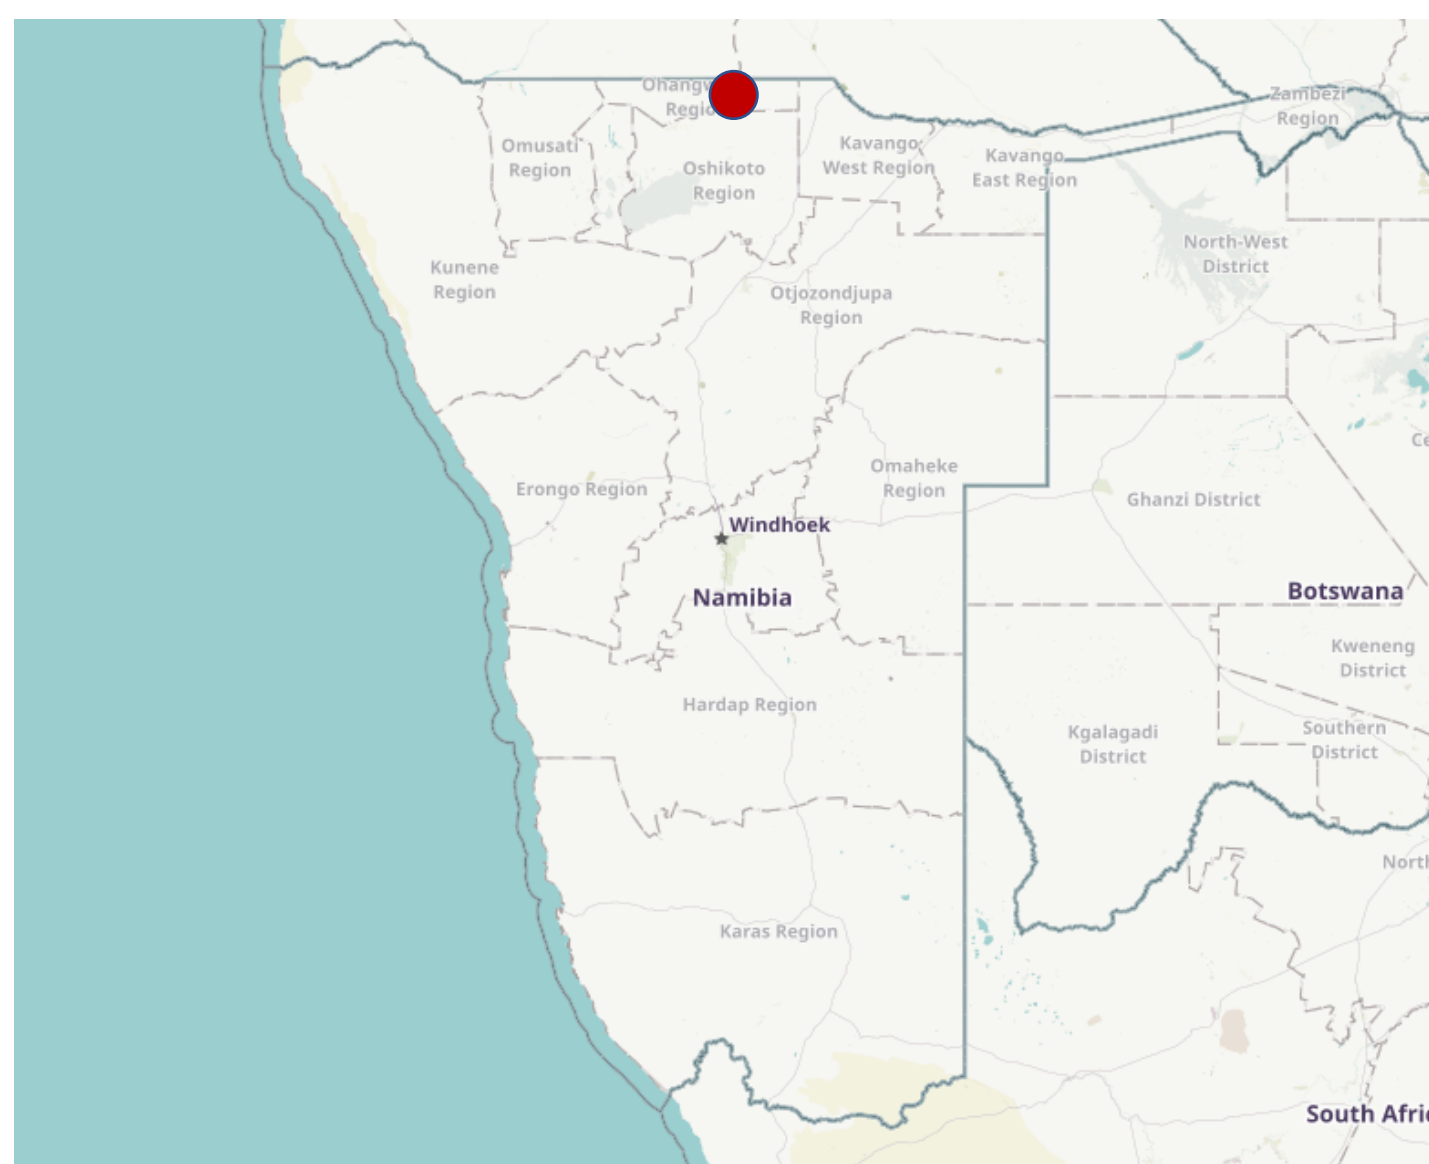 Ohangw
Regio
Zambezi
Region
Omusati
Region
Kavango
West Region
Kavango
East Region
Oshikoto
Region
North-West
District
Kunene
Region
Otjozondjupa
Region
Ce
Omaheke
Region
Erongo Region
Ghanzi District
Windhoek
Namibia
Botswana
Kweneng
District
Hardap Region
Southern
District
Kgalagadi
District
North
Karas Region
South Afri